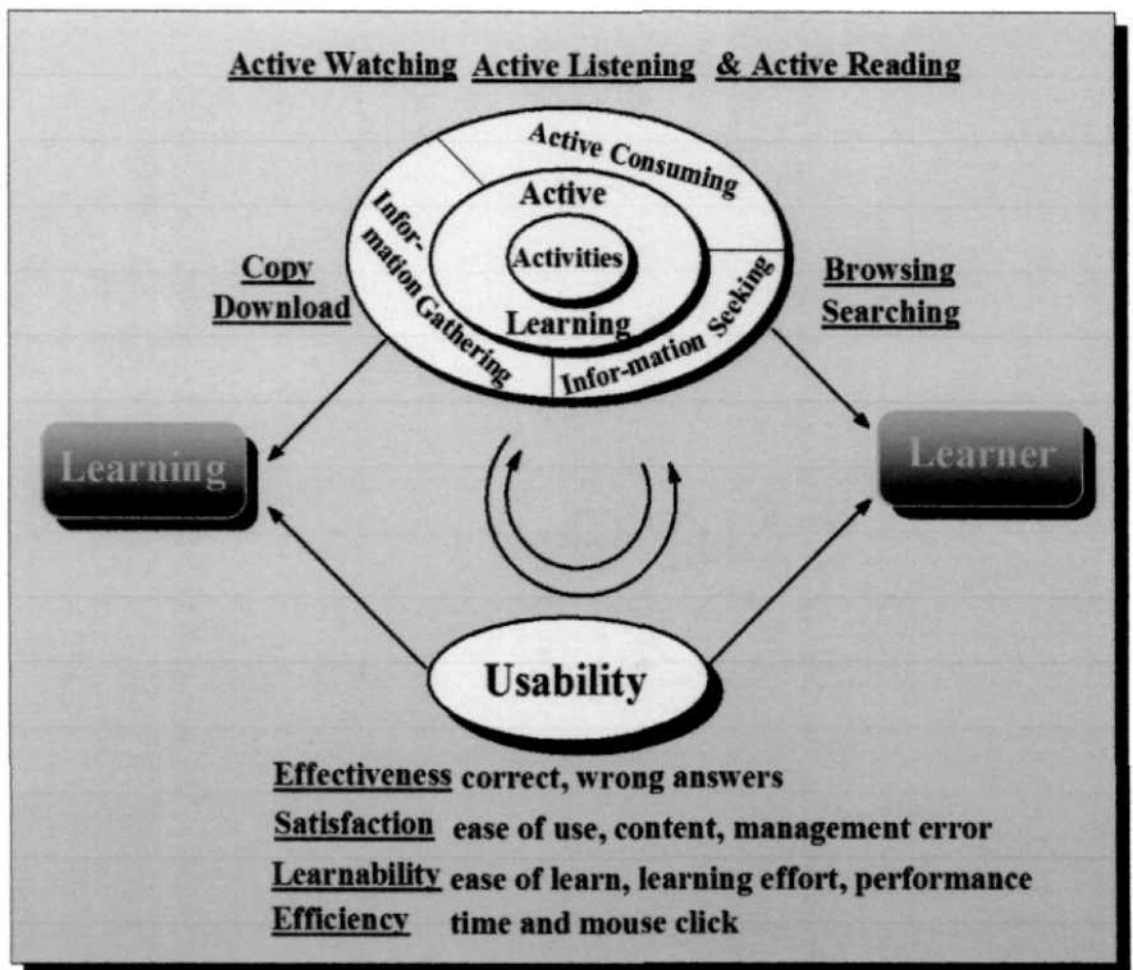 Active Watching Active Listening & Active Reading
Active Consuming
Active
Activities
Learning
Infor-
mation Gathering
Infor-mation Seeking
Copy
Download
Browsing
Searching
Learning
Learner
Usability
Effectiveness correct, wrong answers
Satisfaction ease of use, content, management error
Learnability ease of learn, learning effort, performance
Efficiency time and mouse click